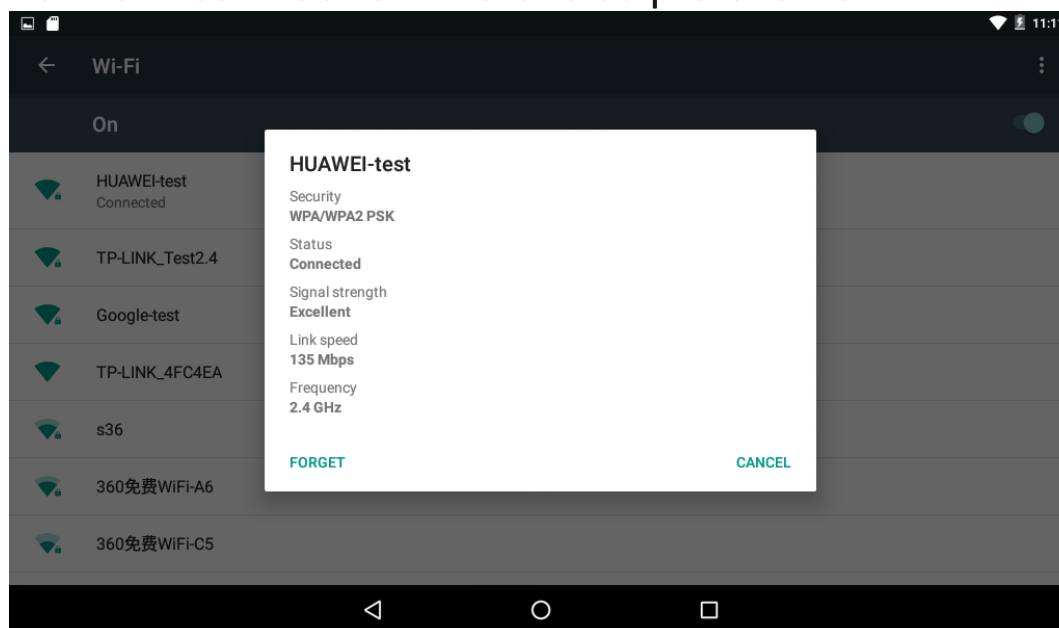 11:1
Wi-Fi
On
HUAWEI-test
Connected
TP-LINK_Test2.4
Google-test
TP-LINK_4FC4EA
s36
360免费WiFi-A6
360免费WiFi-C5
HUAWEI-test
Security
WPA/WPA2 PSK
Status
Connected
Signal strength
Excellent
Link speed
135 Mbps
Frequency
2.4 GHz
FORGET
CANCEL